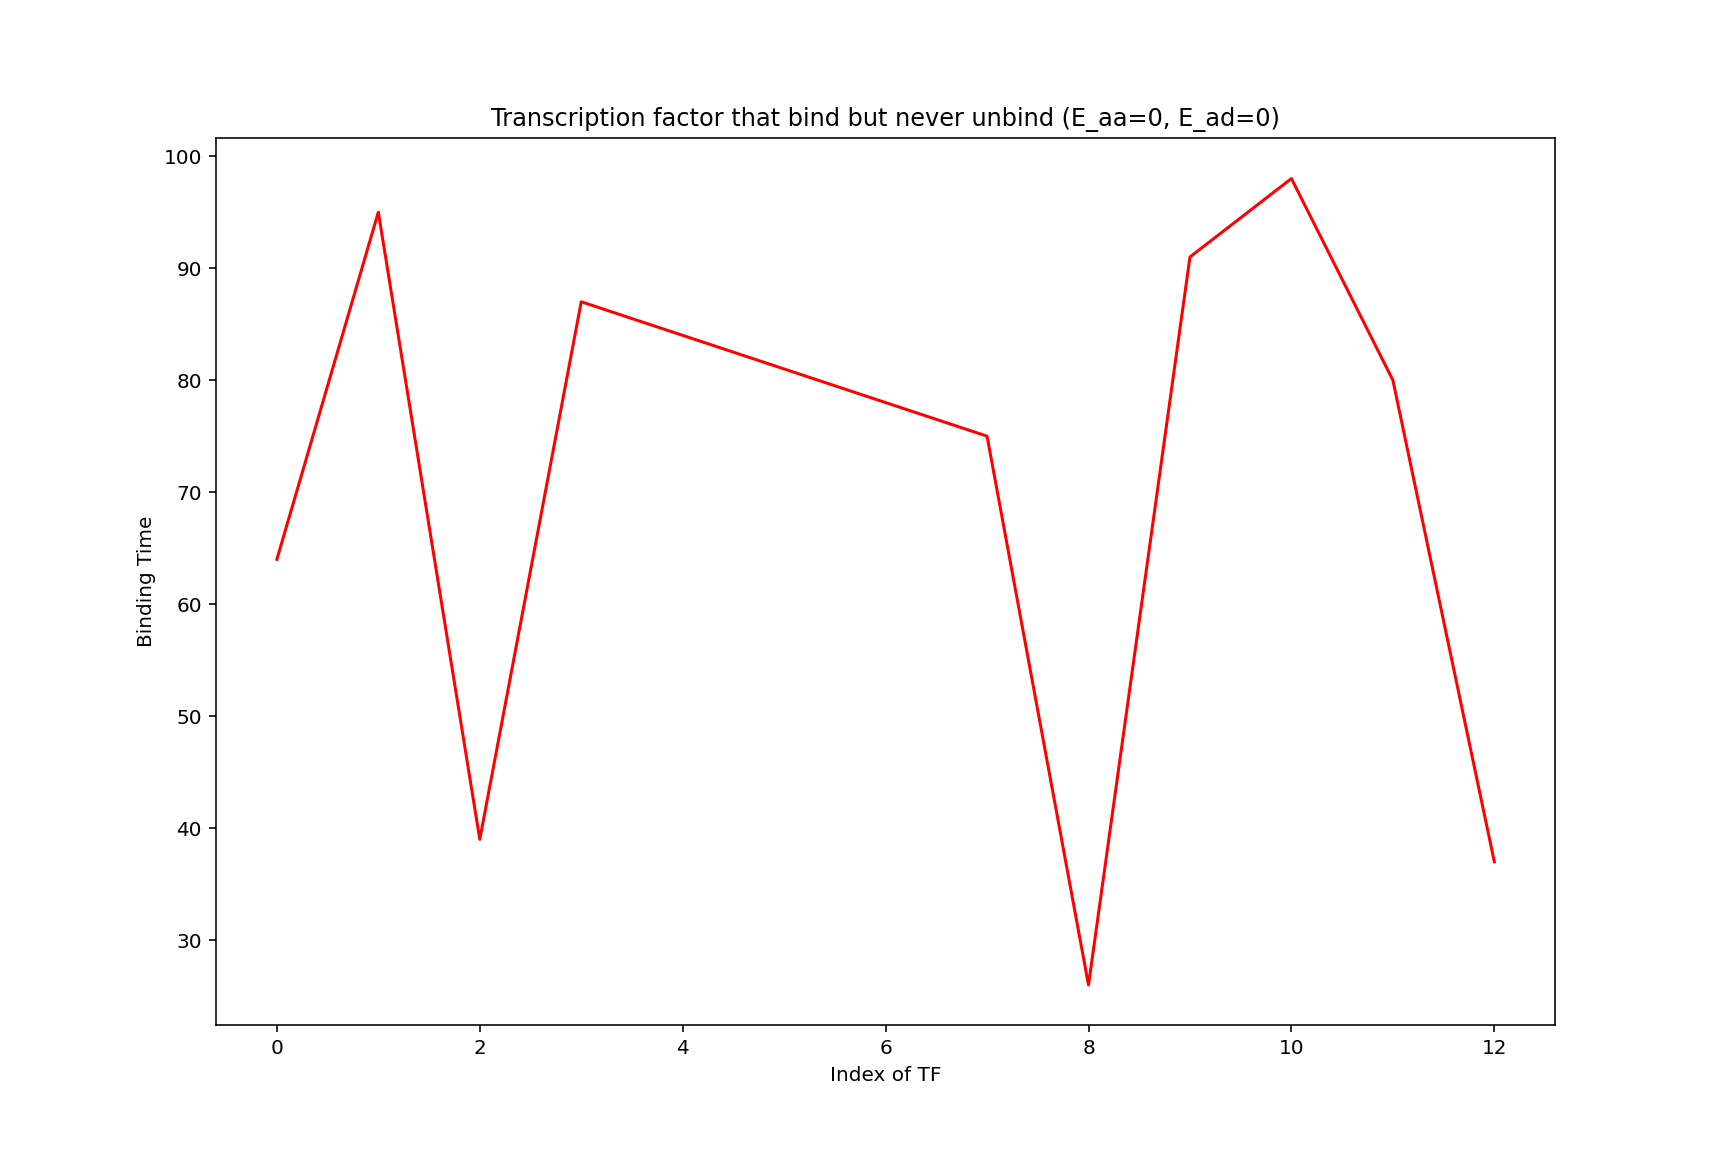 Transcription factor that bind but never unbind (E_aa=0, E_ad=0)
100
90
80
70
60
50
40
30
Binding Time
0 2 4 6 8 10 12
Index of TF